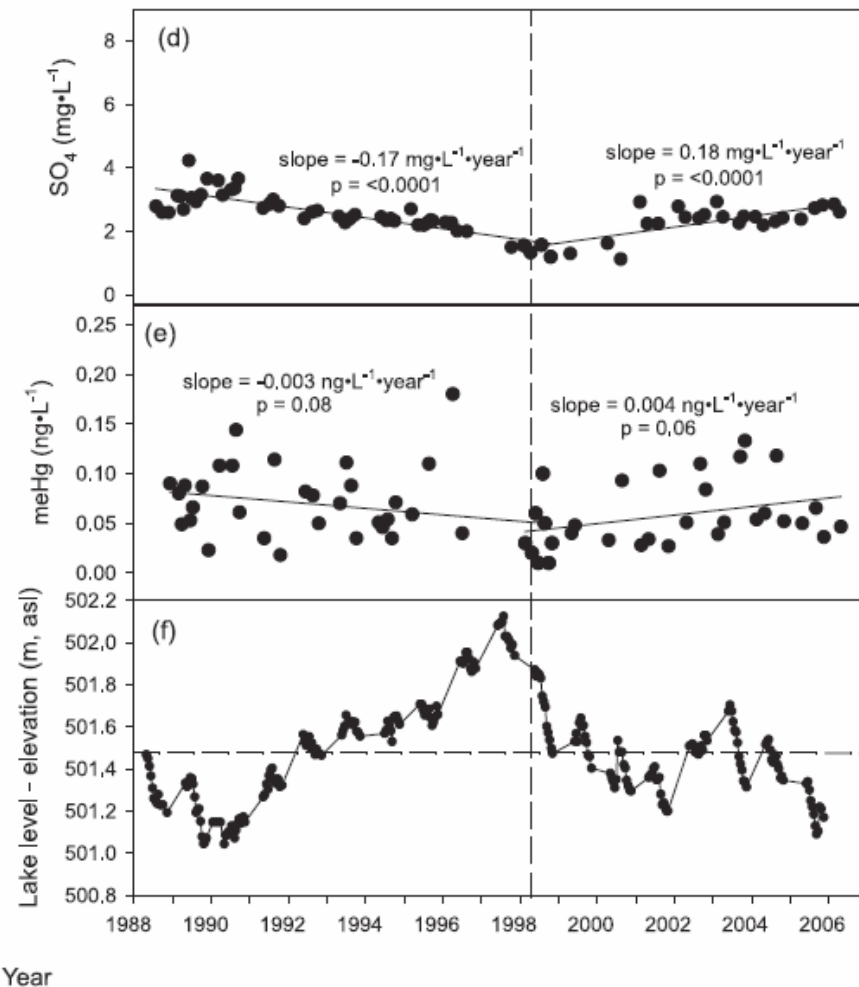 (d)
SO₄ (mg•L⁻¹)
8
6
4
2
0
slope = -0.17 mg•L⁻¹•year⁻¹
p = <0.0001
slope = 0.18 mg•L⁻¹•year⁻¹
p = <0.0001
(e)
meHg (ng•L⁻¹)
0.25
0.20
0.15
0.10
0.05
0.00
slope = -0.003 ng•L⁻¹•year⁻¹
p = 0.08
slope = 0.004 ng•L⁻¹•year⁻¹
p = 0.06
(f)
Lake level – elevation (m, asl)
502.2
502.0
501.8
501.6
501.4
501.2
501.0
500.8
1988 1990 1992 1994 1996 1998 2000 2002 2004 2006
Year